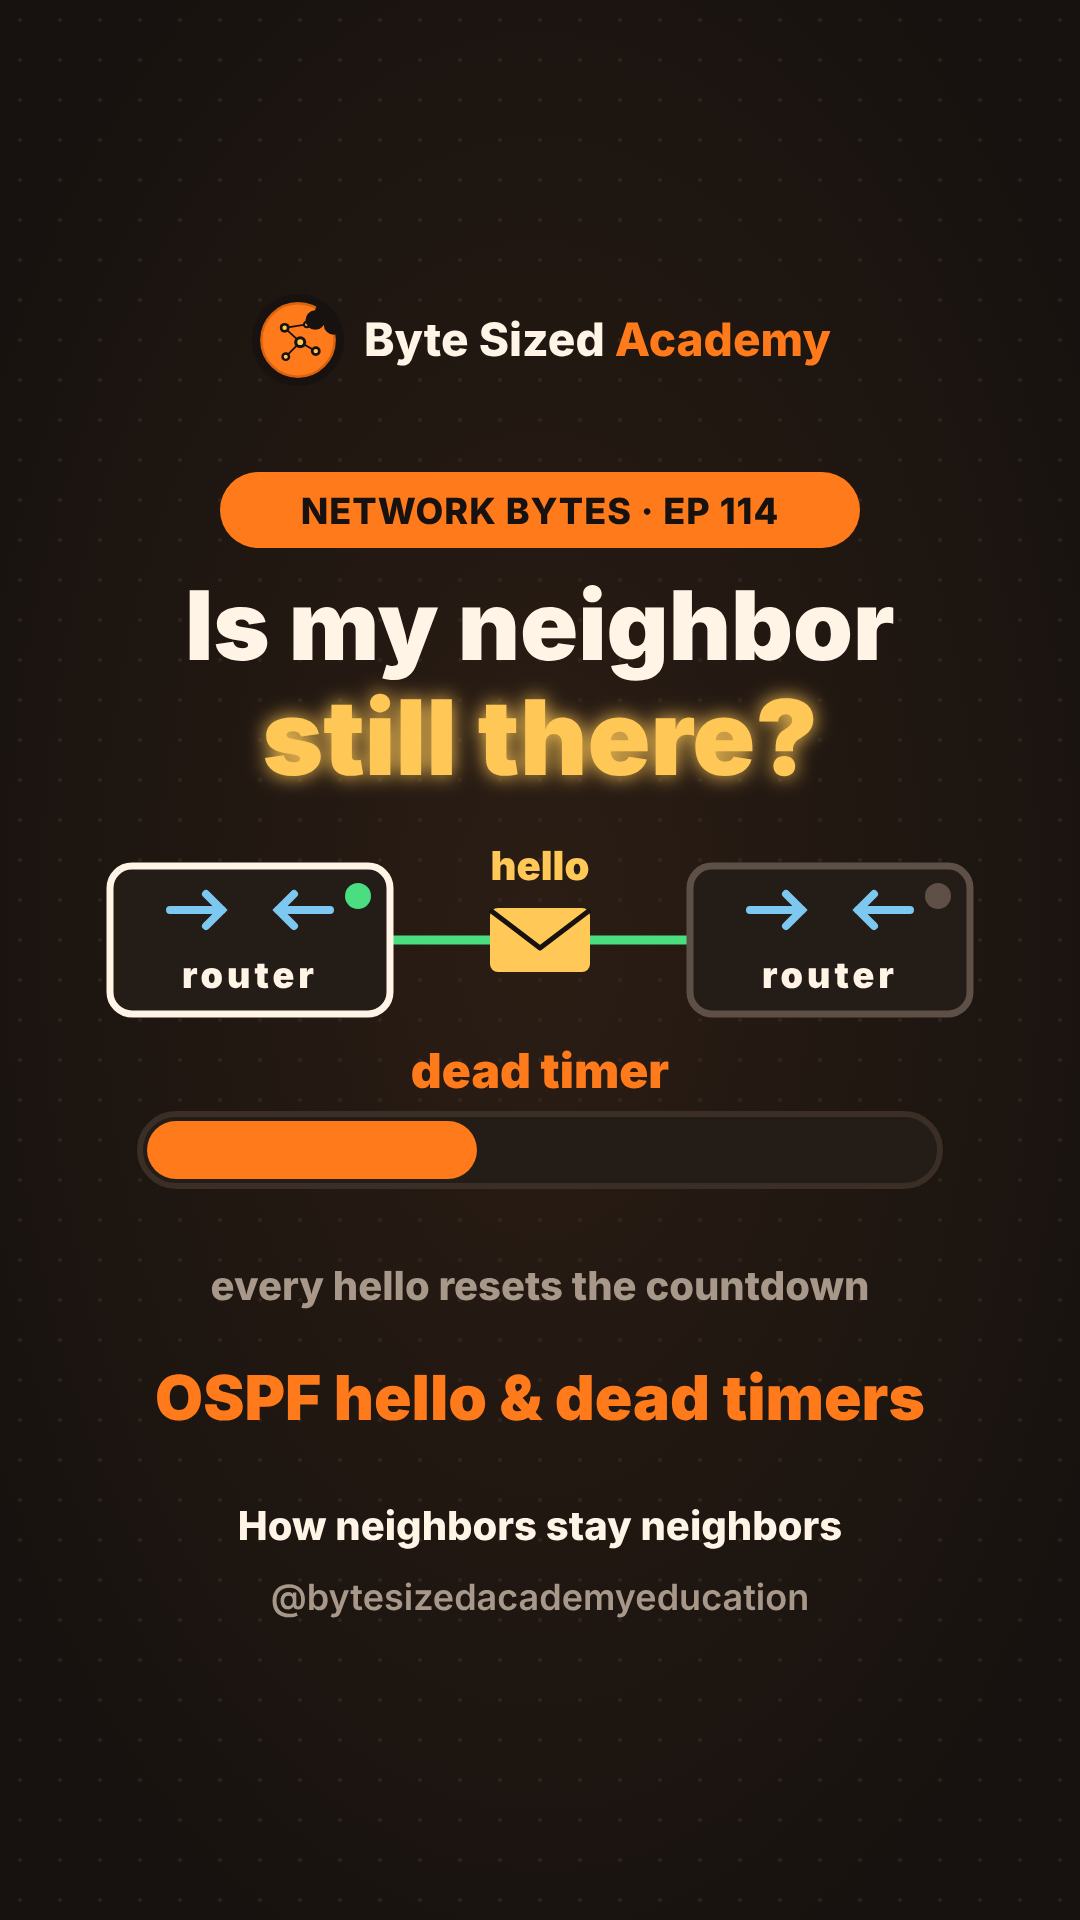 Byte Sized Academy
NETWORK BYTES · EP 114
Is my neighbor
still there?
hello
router
router
dead timer
every hello resets the countdown
OSPF hello & dead timers
How neighbors stay neighbors
@bytesizedacademyeducation